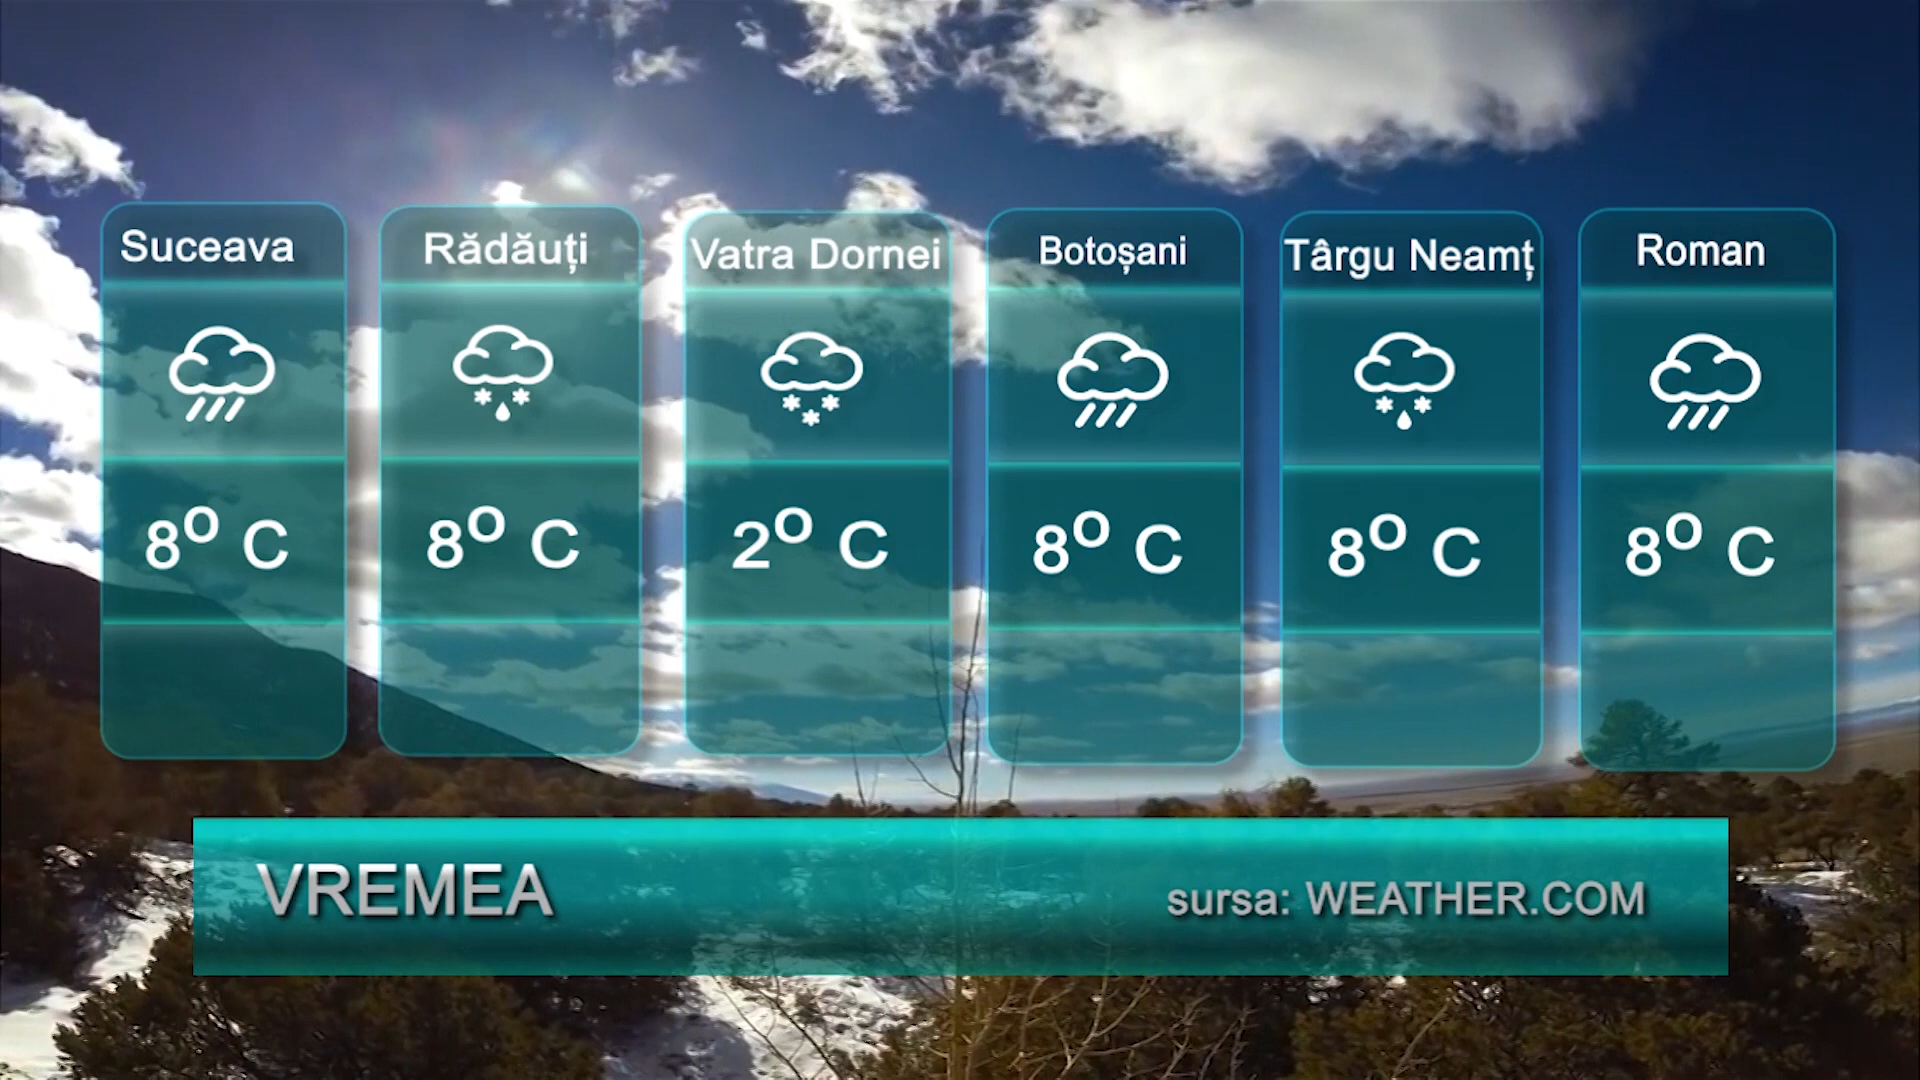 Suceava
Rădăuți
Vatra Dornei
Botoșani
Târgu Neamț
Roman
8º C
8º C
2º C
8º C
8º C
8º C
VREMEA
sursa: WEATHER.COM